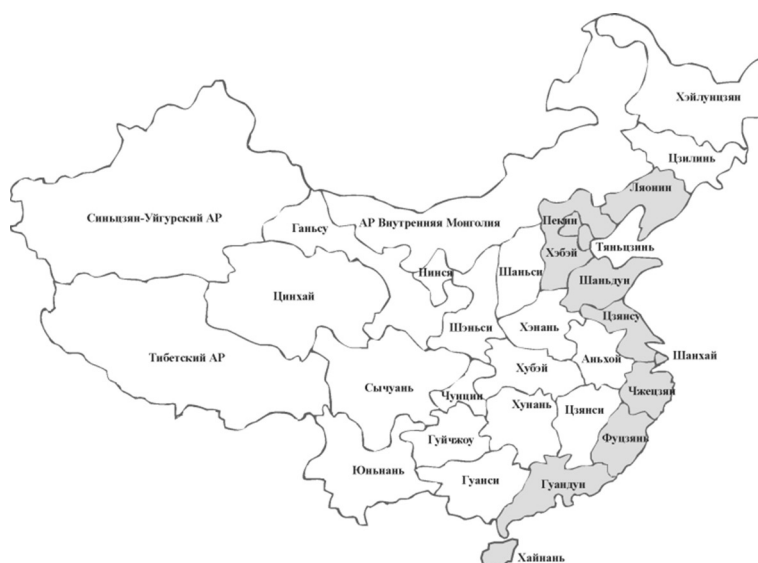 Хэйлунцзян
Цзилинь
Ляонин
Синьцзян-Уйгурский АР
Ганьсу
АР Внутренняя Монголия
Пекин
Тяньцзинь
Хэбэй
Шаньси
Нинся
Шаньдун
Цинхай
Цзянсу
Шэньси
Хэнань
Тибетский АР
Аньхой
Шанхай
Хубэй
Сычуань
Чунцин
Чжецзян
Хунань
Цзянси
Гуйчжоу
Фуцзянь
Юньнань
Гуанси
Гуандун
Хайнань